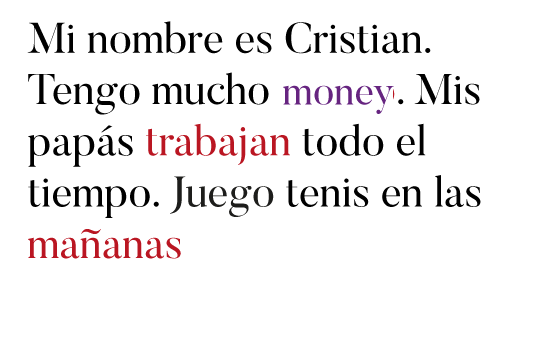 Mi nombre es Cristian.
Tengo mucho money. Mis
papás trabajan todo el
tiempo. Juego tenis en las
mañanas